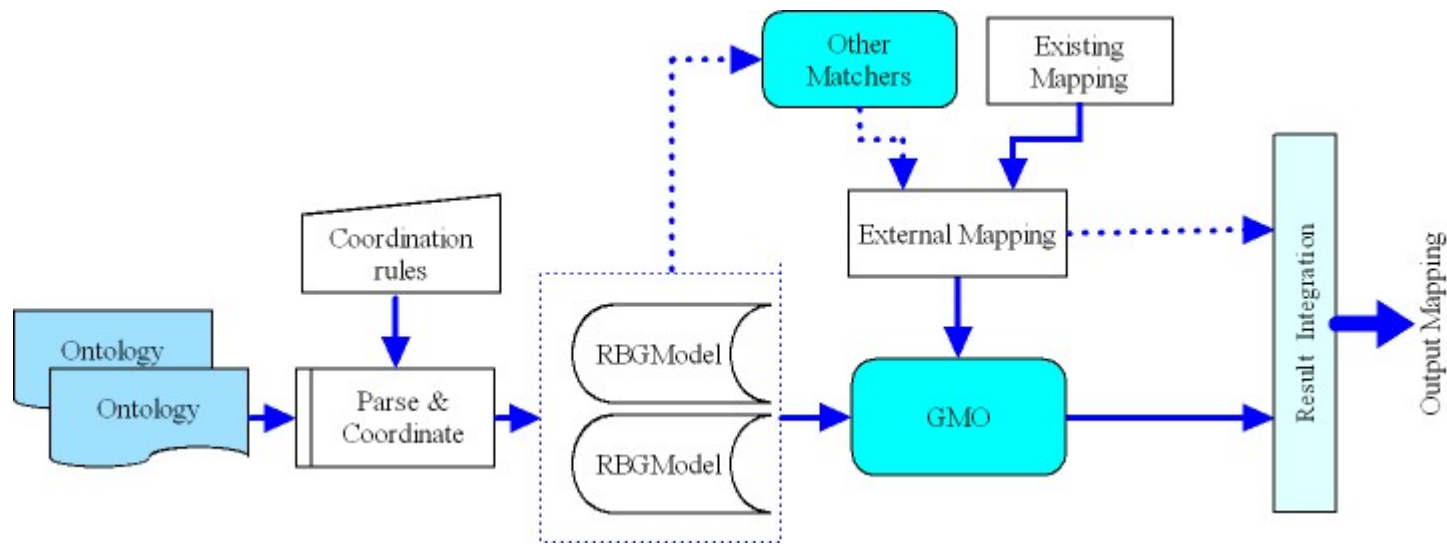 Other
Matchers
Existing
Mapping
Coordination
rules
External Mapping
Ontology
Ontology
Parse &
Coordinate
RBGModel
RBGModel
GMO
Result Integration
Output Mapping